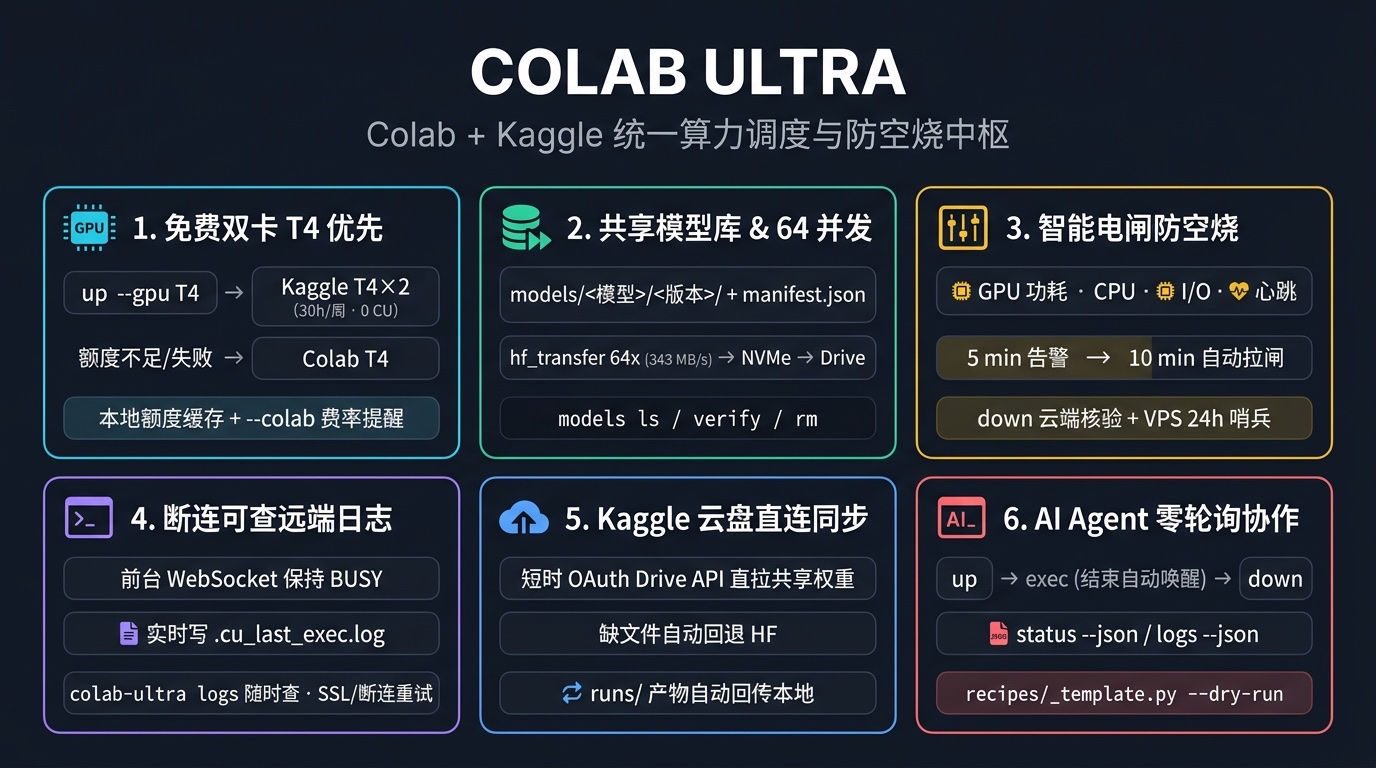 COLAB ULTRA
Colab + Kaggle 统一算力调度与防空烧中枢
GPU
1. 免费双卡 T4 优先
up --gpu T4 → Kaggle T4×2
(30h/周 · 0 CU)
额度不足/失败 → Colab T4
本地额度缓存 + --colab 费率提醒
2. 共享模型库 & 64 并发
models/<模型>/<版本>/ + manifest.json
hf_transfer 64x (343 MB/s) → NVMe → Drive
models ls / verify / rm
3. 智能电闸防空烧
GPU 功耗 · CPU · I/O · 心跳
5 min 告警 → 10 min 自动拉闸
down 云端核验 + VPS 24h 哨兵
4. 断连可查远端日志
前台 WebSocket 保持 BUSY
实时写 .cu_last_exec.log
colab-ultra logs 随时查 · SSL/断连重试
5. Kaggle 云盘直连同步
短时 OAuth Drive API 直拉共享权重
缺文件自动回退 HF
runs/ 产物自动回传本地
AI_
6. AI Agent 零轮询协作
up → exec (结束自动唤醒) → down
status --json / logs --json
recipes/_template.py --dry-run